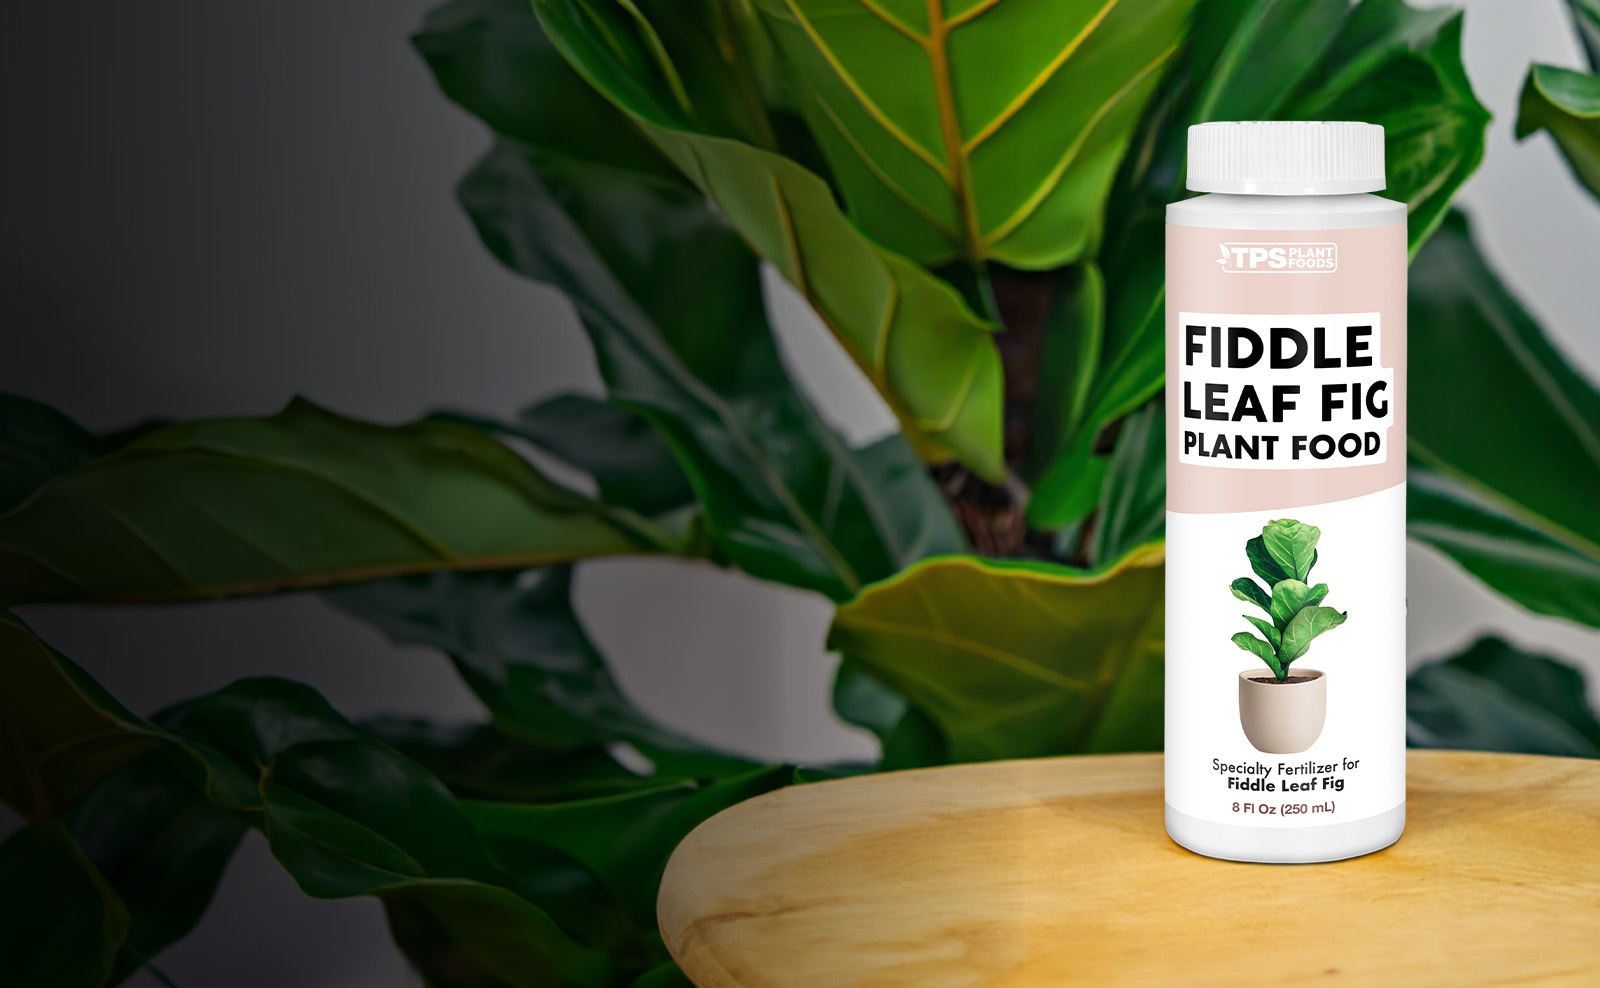 TPS PLANT FOODS
FIDDLE
LEAF FIG
PLANT FOOD
Specialty Fertilizer for
Fiddle Leaf Fig
8 Fl Oz (250 mL)